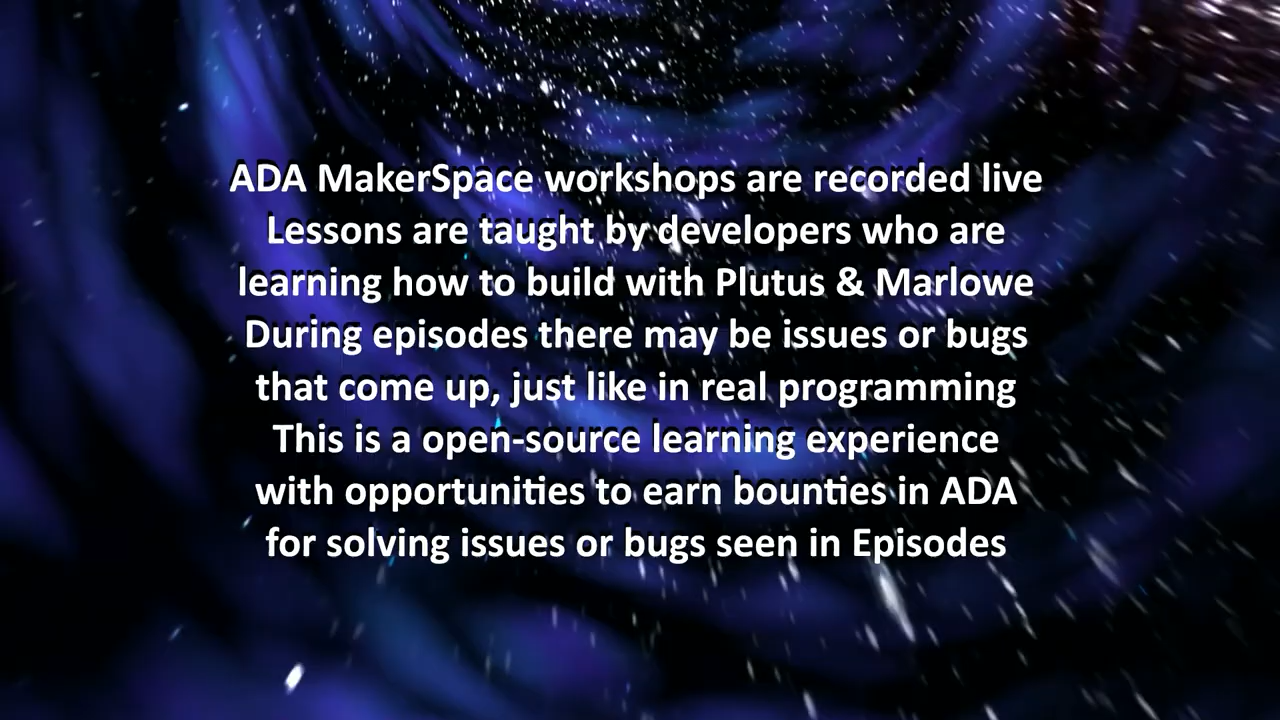 ADA MakerSpace workshops are recorded live
Lessons are taught by developers who are
learning how to build with Plutus & Marlowe
During episodes there may be issues or bugs
that come up, just like in real programming
This is a open-source learning experience
with opportunities to earn bounties in ADA
for solving issues or bugs seen in Episodes